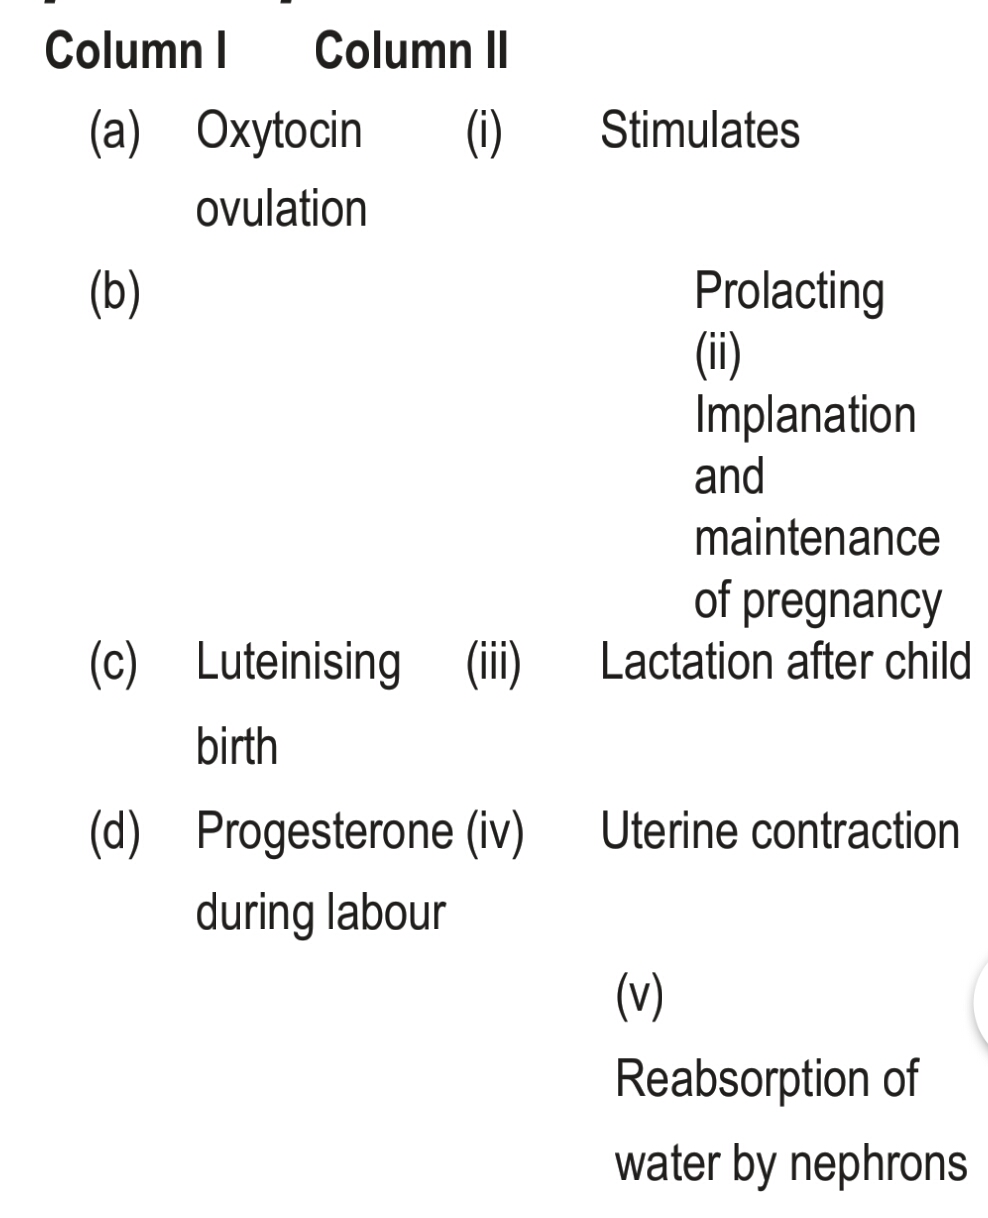 Column I Column II
(a) Oxytocin (i) Stimulates
ovulation
(b) Prolacting
(ii)
Implanation
and
maintenance
of pregnancy
(c) Luteinising (iii) Lactation after child
birth
(d) Progesterone (iv) Uterine contraction
during labour
(v)
Reabsorption of
water by nephrons